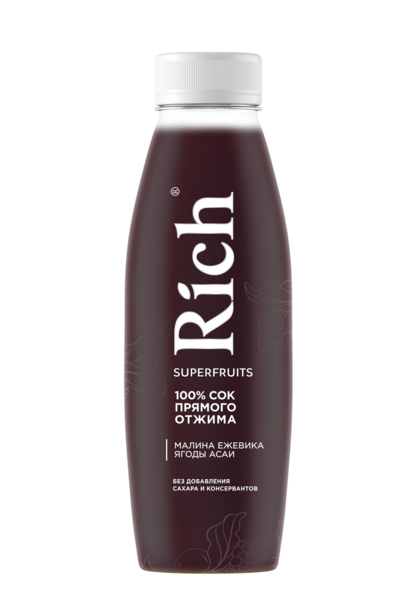 Rich
SUPERFRUITS
100% СОК
ПРЯМОГО
ОТЖИМА
МАЛИНА ЕЖЕВИКА
ЯГОДЫ АСАИ
БЕЗ ДОБАВЛЕНИЯ
САХАРА И КОНСЕРВАНТОВ